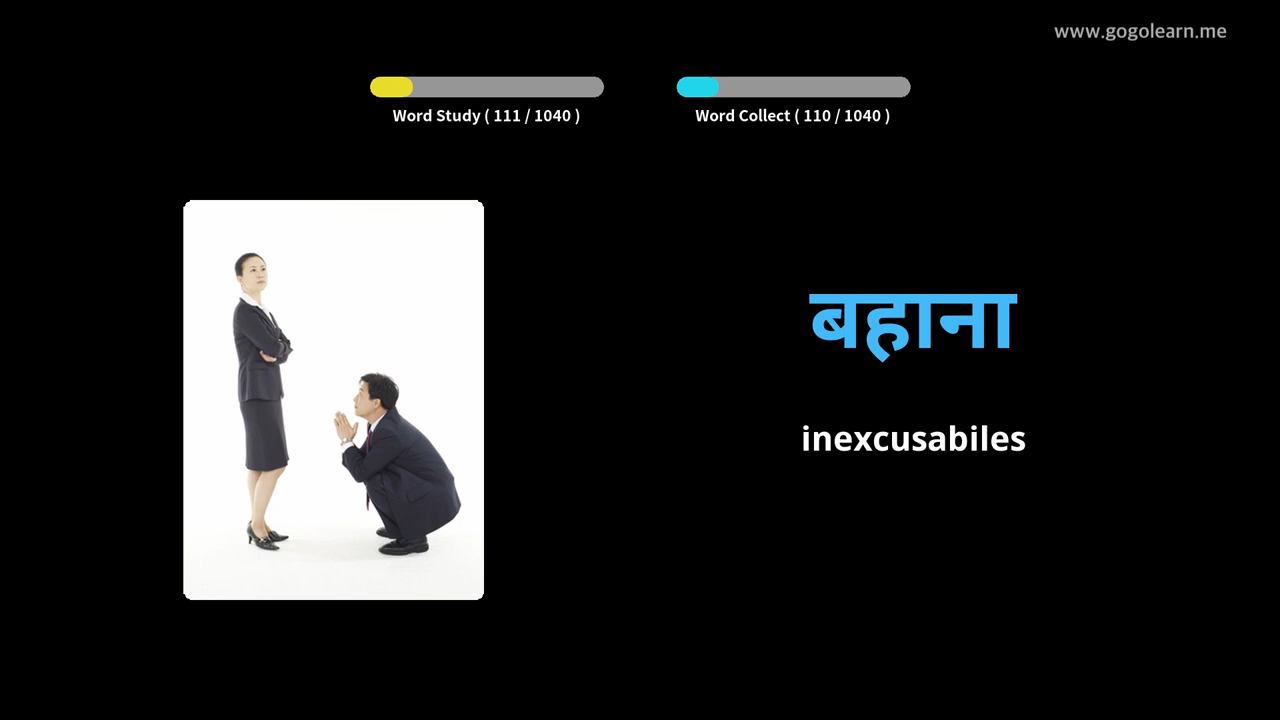 www.gogolearn.me
Word Study ( 111 / 1040 )
Word Collect ( 110 / 1040 )
बहाना
inexcusabiles